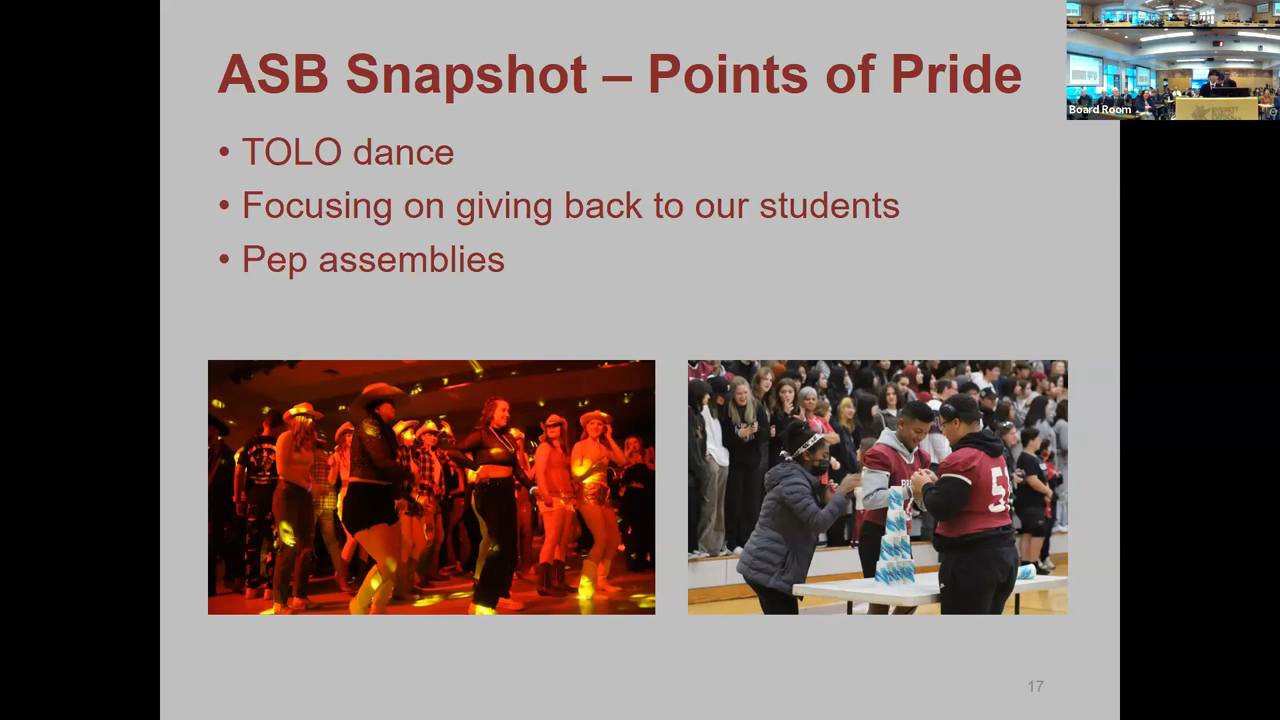 ASB Snapshot – Points of Pride
Board Room
• TOLO dance
• Focusing on giving back to our students
• Pep assemblies
17